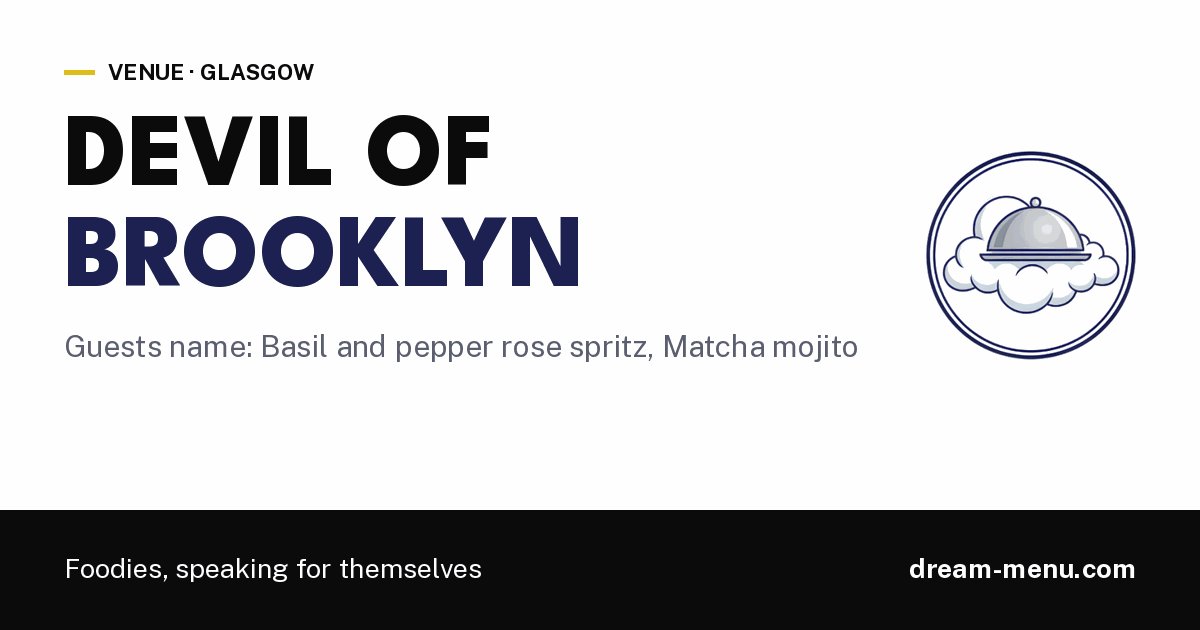 VENUE · GLASGOW
DEVIL OF
BROOKLYN
Guests name: Basil and pepper rose spritz, Matcha mojito
Foodies, speaking for themselves
dream-menu.com